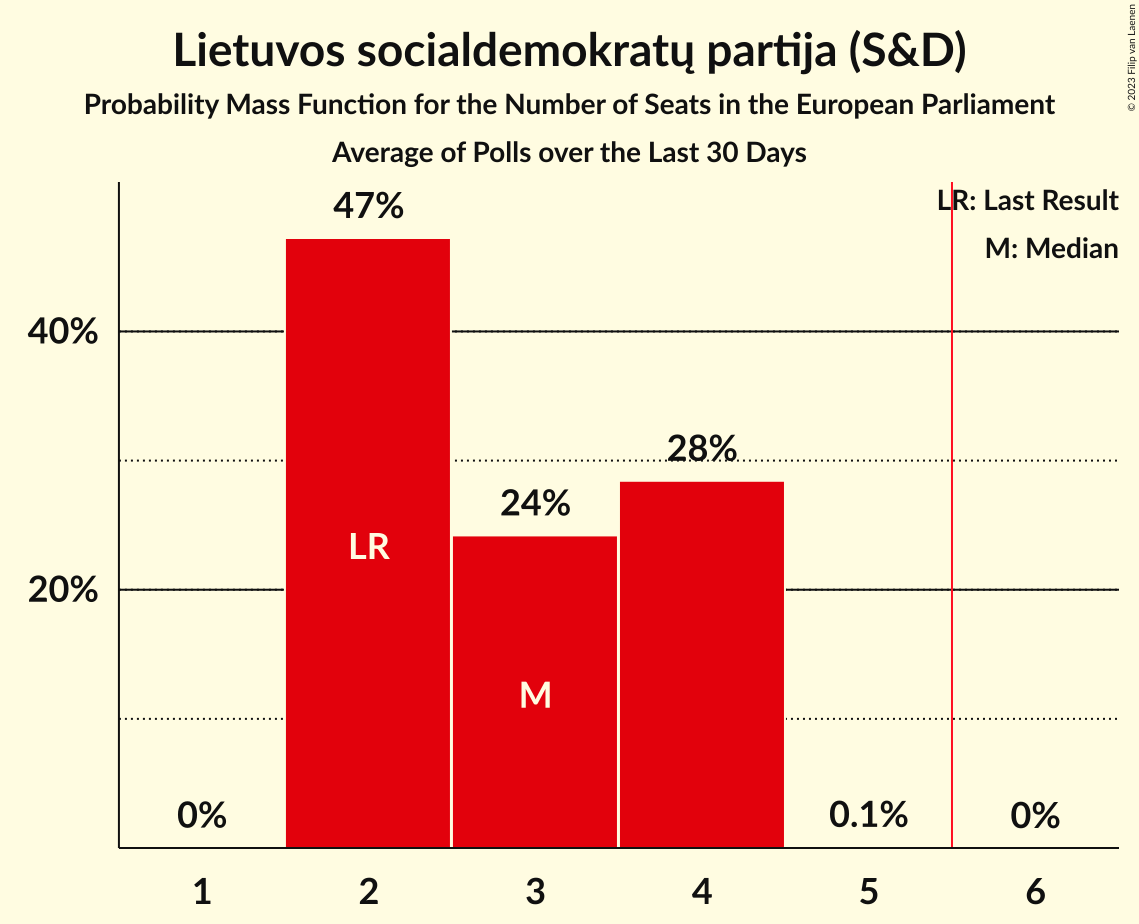 Lietuvos socialdemokratų partija (S&D)
Probability Mass Function for the Number of Seats in the European Parliament
Average of Polls over the Last 30 Days
© 2023 Filip van Laenen
LR: Last Result
M: Median
47%
40%
28%
24%
LR
20%
M
0%
0.1%
0%
1 2 3 4 5 6